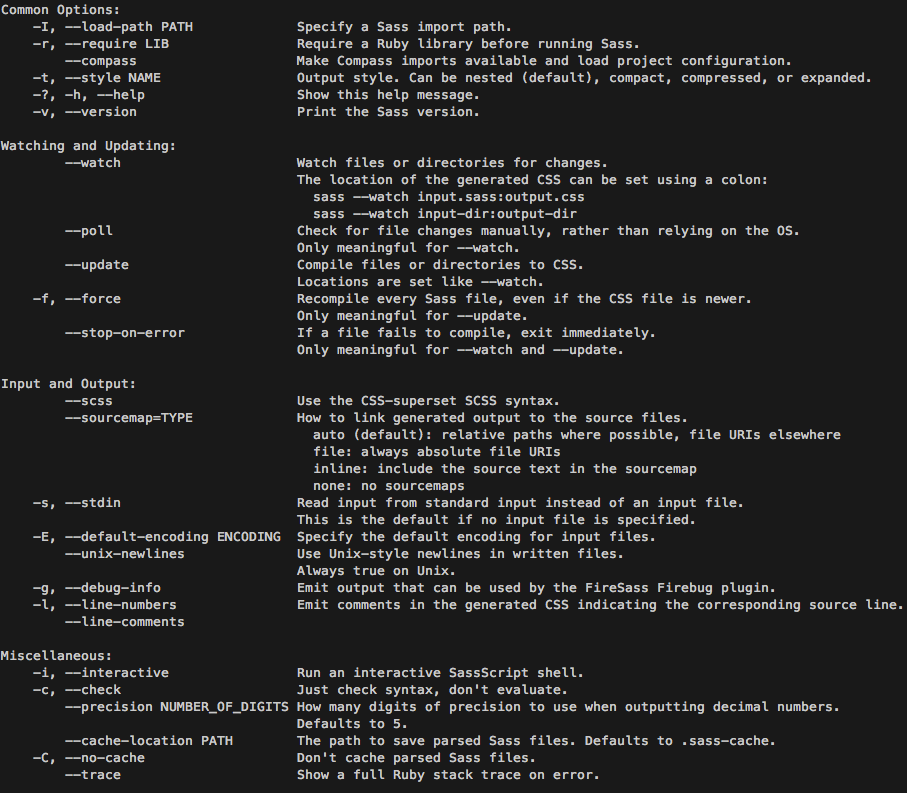 Common Options:
    -I, --load-path PATH             Specify a Sass import path.
    -r, --require LIB                Require a Ruby library before running Sass.
        --compass                    Make Compass imports available and load project configuration.
    -t, --style NAME                 Output style. Can be nested (default), compact, compressed, or expanded.
    -?, -h, --help                   Show this help message.
    -v, --version                    Print the Sass version.

Watching and Updating:
        --watch                      Watch files or directories for changes.
                                     The location of the generated CSS can be set using a colon:
                                       sass --watch input.sass:output.css
                                       sass --watch input-dir:output-dir
        --poll                       Check for file changes manually, rather than relying on the OS.
                                     Only meaningful for --watch.
        --update                     Compile files or directories to CSS.
                                     Locations are set like --watch.
    -f, --force                      Recompile every Sass file, even if the CSS file is newer.
                                     Only meaningful for --update.
        --stop-on-error              If a file fails to compile, exit immediately.
                                     Only meaningful for --watch and --update.

Input and Output:
        --scss                       Use the CSS-superset SCSS syntax.
        --sourcemap=TYPE             How to link generated output to the source files.
                                       auto (default): relative paths where possible, file URIs elsewhere
                                       file: always absolute file URIs
                                       inline: include the source text in the sourcemap
                                       none: no sourcemaps
    -s, --stdin                      Read input from standard input instead of an input file.
                                     This is the default if no input file is specified.
    -E, --default-encoding ENCODING  Specify the default encoding for input files.
        --unix-newlines              Use Unix-style newlines in written files.
                                     Always true on Unix.
    -g, --debug-info                 Emit output that can be used by the FireSass Firebug plugin.
    -l, --line-numbers               Emit comments in the generated CSS indicating the corresponding source line.
        --line-comments

Miscellaneous:
    -i, --interactive                Run an interactive SassScript shell.
    -c, --check                      Just check syntax, don't evaluate.
        --precision NUMBER_OF_DIGITS How many digits of precision to use when outputting decimal numbers.
                                     Defaults to 5.
        --cache-location PATH        The path to save parsed Sass files. Defaults to .sass-cache.
    -C, --no-cache                   Don't cache parsed Sass files.
        --trace                      Show a full Ruby stack trace on error.